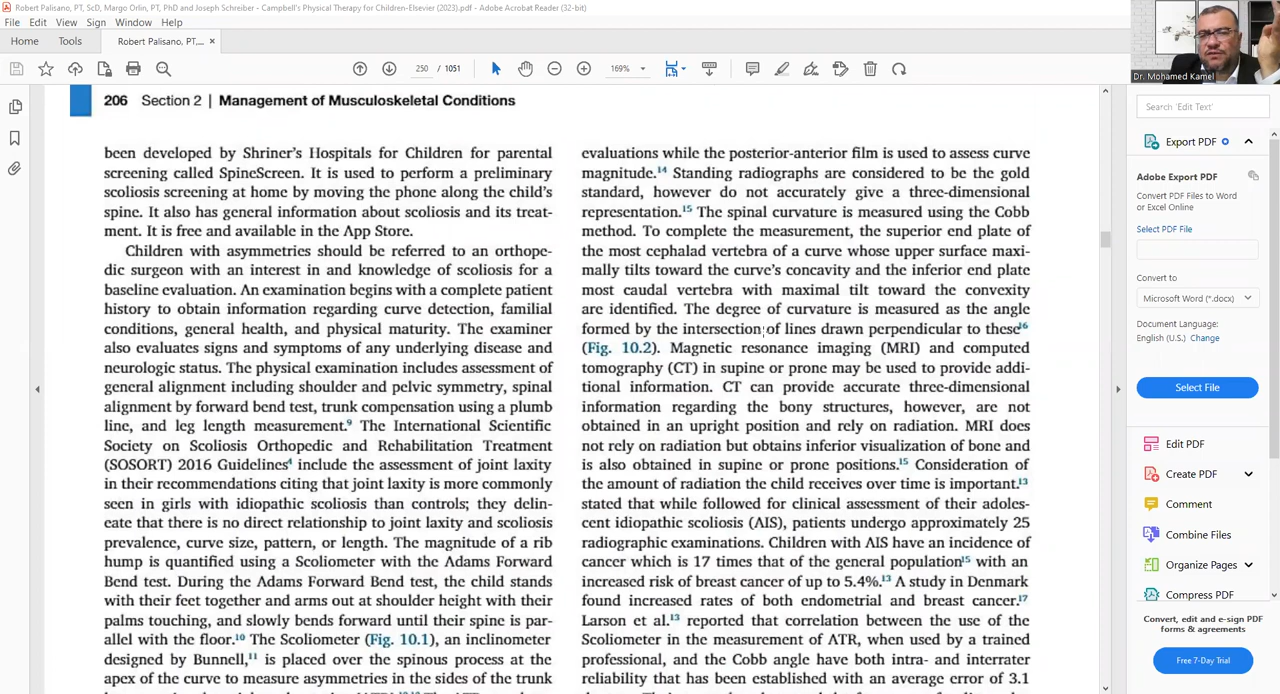 Robert Palisano, PT, ScD, Margo Orlin, PT, PhD and Joseph Schreiber - Campbell's Physical Therapy for Children-Elsevier (2023).pdf - Adobe Acrobat Reader (32-bit)
File Edit View Sign Window Help
Home Tools Robert Palisano, PT,... ×
250 / 1051 169%
Dr. Mohamed Kamel
206 Section 2 | Management of Musculoskeletal Conditions
been developed by Shriner's Hospitals for Children for parental
screening called SpineScreen. It is used to perform a preliminary
scoliosis screening at home by moving the phone along the child's
spine. It also has general information about scoliosis and its treat-
ment. It is free and available in the App Store.
Children with asymmetries should be referred to an orthope-
dic surgeon with an interest in and knowledge of scoliosis for a
baseline evaluation. An examination begins with a complete patient
history to obtain information regarding curve detection, familial
conditions, general health, and physical maturity. The examiner
also evaluates signs and symptoms of any underlying disease and
neurologic status. The physical examination includes assessment of
general alignment including shoulder and pelvic symmetry, spinal
alignment by forward bend test, trunk compensation using a plumb
line, and leg length measurement.9 The International Scientific
Society on Scoliosis Orthopedic and Rehabilitation Treatment
(SOSORT) 2016 Guidelines4 include the assessment of joint laxity
in their recommendations citing that joint laxity is more commonly
seen in girls with idiopathic scoliosis than controls; they delin-
eate that there is no direct relationship to joint laxity and scoliosis
prevalence, curve size, pattern, or length. The magnitude of a rib
hump is quantified using a Scoliometer with the Adams Forward
Bend test. During the Adams Forward Bend test, the child stands
with their feet together and arms out at shoulder height with their
palms touching, and slowly bends forward until their spine is par-
allel with the floor.10 The Scoliometer (Fig. 10.1), an inclinometer
designed by Bunnell,11 is placed over the spinous process at the
apex of the curve to measure asymmetries in the sides of the trunk
evaluations while the posterior-anterior film is used to assess curve
magnitude.14 Standing radiographs are considered to be the gold
standard, however do not accurately give a three-dimensional
representation.15 The spinal curvature is measured using the Cobb
method. To complete the measurement, the superior end plate of
the most cephalad vertebra of a curve whose upper surface maxi-
mally tilts toward the curve's concavity and the inferior end plate
most caudal vertebra with maximal tilt toward the convexity
are identified. The degree of curvature is measured as the angle
formed by the intersection of lines drawn perpendicular to these16
(Fig. 10.2). Magnetic resonance imaging (MRI) and computed
tomography (CT) in supine or prone may be used to provide addi-
tional information. CT can provide accurate three-dimensional
information regarding the bony structures, however, are not
obtained in an upright position and rely on radiation. MRI does
not rely on radiation but obtains inferior visualization of bone and
is also obtained in supine or prone positions.15 Consideration of
the amount of radiation the child receives over time is important.13
stated that while followed for clinical assessment of their adoles-
cent idiopathic scoliosis (AIS), patients undergo approximately 25
radiographic examinations. Children with AIS have an incidence of
cancer which is 17 times that of the general population15 with an
increased risk of breast cancer of up to 5.4%.13 A study in Denmark
found increased rates of both endometrial and breast cancer.17
Larson et al.13 reported that correlation between the use of the
Scoliometer in the measurement of ATR, when used by a trained
professional, and the Cobb angle have both intra- and interrater
reliability that has been established with an average error of 3.1
Search 'Edit Text'
Export PDF
Adobe Export PDF
Convert PDF Files to Word
or Excel Online
Select PDF File
Convert to
Microsoft Word (*.docx)
Document Language:
English (U.S.) Change
Select File
Edit PDF
Create PDF
Comment
Combine Files
Organize Pages
Compress PDF
Convert, edit and e-sign PDF
forms & agreements
Free 7-Day Trial